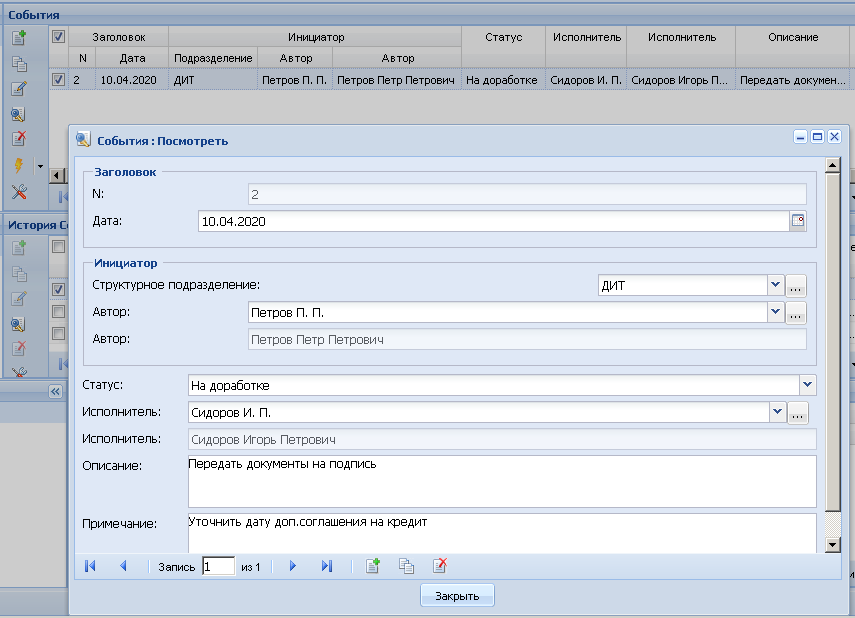 События
Заголовок Инициатор Статус Исполнитель Исполнитель Описание
N Дата Подразделение Автор Автор
2 10.04.2020 ДИТ Петров П. П. Петров Петр Петрович На доработке Сидоров И. П. Сидоров Игорь П... Передать докумен...
События : Посмотреть
Заголовок
N: 2
Дата: 10.04.2020
История С
Инициатор
Структурное подразделение: ДИТ ...
Автор: Петров П. П. ...
Автор: Петров Петр Петрович
Статус: На доработке
Исполнитель: Сидоров И. П. ...
Исполнитель: Сидоров Игорь Петрович
Описание: Передать документы на подпись
Примечание: Уточнить дату доп.соглашения на кредит
Запись 1 из 1
Закрыть